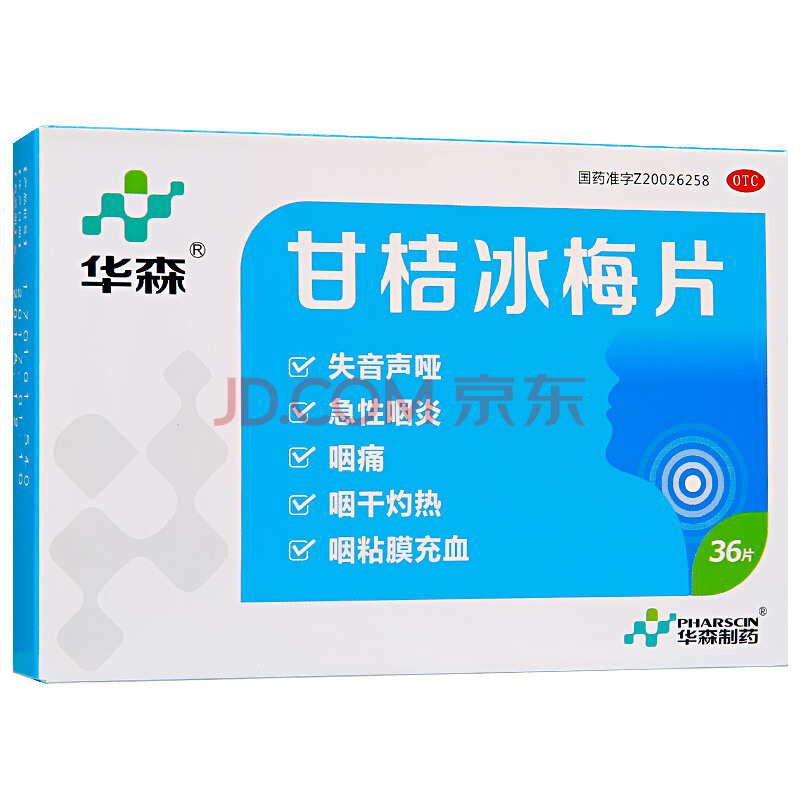 国药准字Z20026258 OTC
华森®
甘桔冰梅片
失音声哑
急性咽炎
JD.COM 京东
咽痛
咽干灼热
咽粘膜充血
36片
PHARSCIN®
华森制药